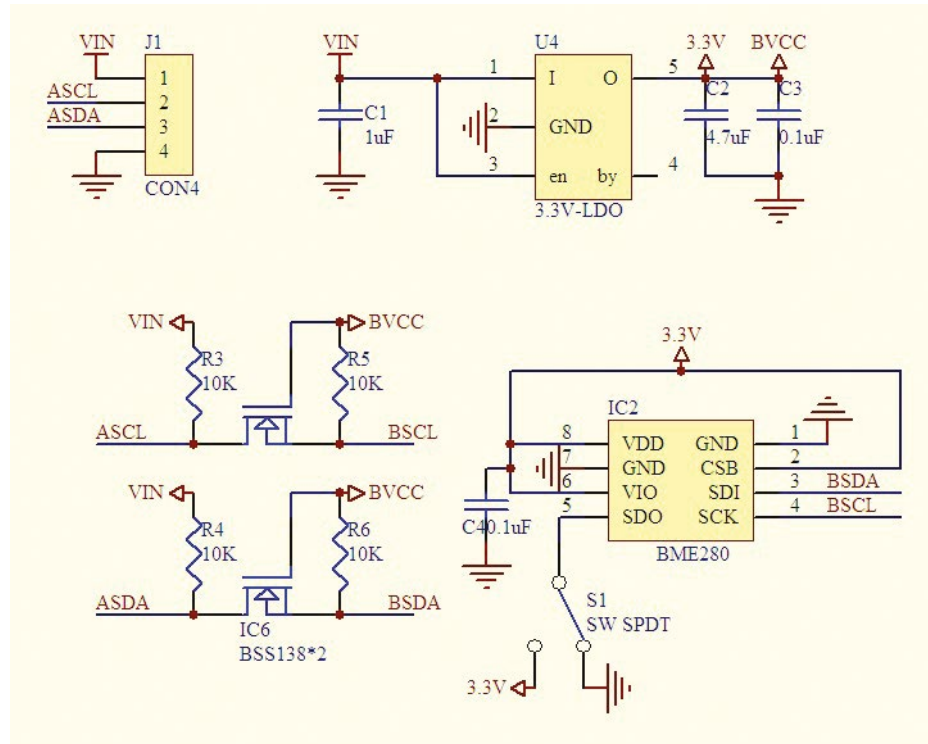 VIN
J1
1
ASCL
2
ASDA
3
4
CON4
VIN
C1
1uF
U4
1
I
O
5
2
GND
3
en
by
4
3.3V-LDO
3.3V
BVCC
C2
4.7uF
C3
0.1uF
VIN
R3
10K
BVCC
R5
10K
ASCL
BSCL
VIN
R4
10K
BVCC
R6
10K
ASDA
BSDA
IC6
BSS138*2
3.3V
IC2
8
VDD
GND
1
7
GND
CSB
2
6
VIO
SDI
3
BSDA
5
SDO
SCK
4
BSCL
C4
0.1uF
BME280
S1
SW SPDT
3.3V